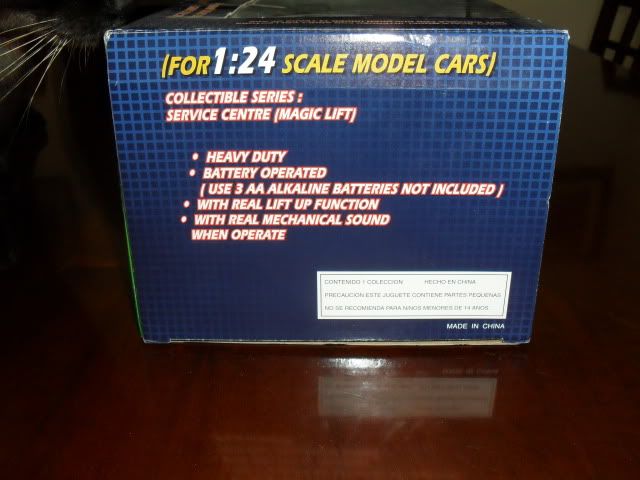 (FOR 1:24 SCALE MODEL CARS)
COLLECTIBLE SERIES :
SERVICE CENTRE (MAGIC LIFT)
• HEAVY DUTY
• BATTERY OPERATED
( USE 3 AA ALKALINE BATTERIES NOT INCLUDED )
• WITH REAL LIFT UP FUNCTION
• WITH REAL MECHANICAL SOUND
WHEN OPERATE
CONTENIDO 1 COLECCION HECHO EN CHINA
PRECAUCION ESTE JUGUETE CONTIENE PARTES PEQUENAS
NO SE RECOMIENDA PARA NINOS MENORES DE 14 ANOS
MADE IN CHINA